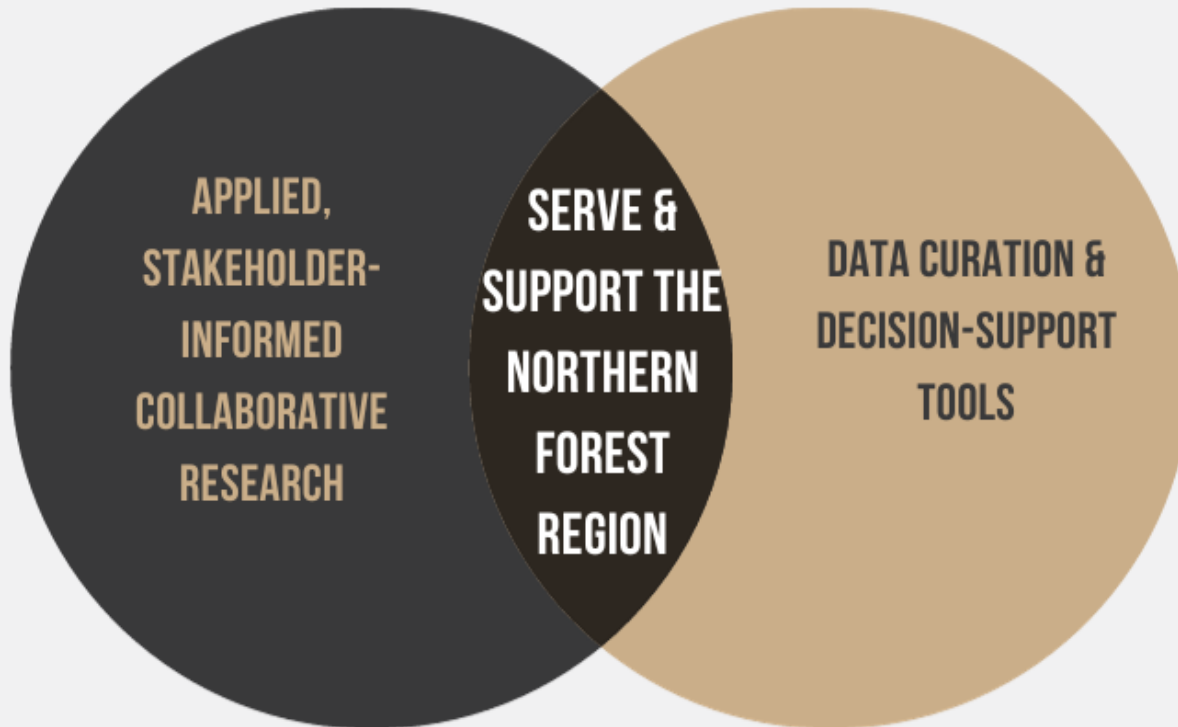 APPLIED,
STAKEHOLDER-
INFORMED
COLLABORATIVE
RESEARCH
SERVE &
SUPPORT THE
NORTHERN
FOREST
REGION
DATA CURATION &
DECISION-SUPPORT
TOOLS